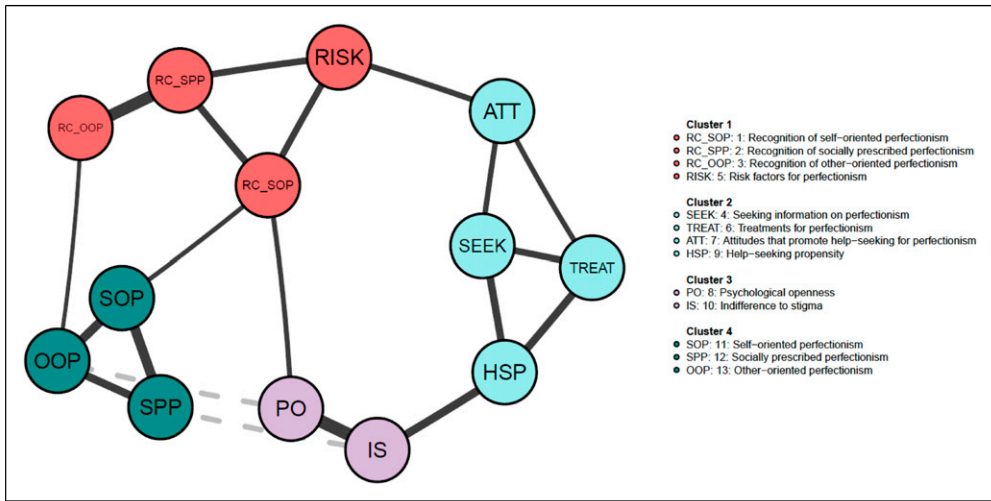 RISK
RC_SPP
ATT
RC_OOP
RC_SOP
SEEK
TREAT
SOP
OOP
HSP
SPP
PO
IS
Cluster 1
RC_SOP: 1: Recognition of self-oriented perfectionism
RC_SPP: 2: Recognition of socially prescribed perfectionism
RC_OOP: 3: Recognition of other-oriented perfectionism
RISK: 5: Risk factors for perfectionism
Cluster 2
SEEK: 4: Seeking information on perfectionism
TREAT: 6: Treatments for perfectionism
ATT: 7: Attitudes that promote help-seeking for perfectionism
HSP: 9: Help-seeking propensity
Cluster 3
PO: 8: Psychological openness
IS: 10: Indifference to stigma
Cluster 4
SOP: 11: Self-oriented perfectionism
SPP: 12: Socially prescribed perfectionism
OOP: 13: Other-oriented perfectionism